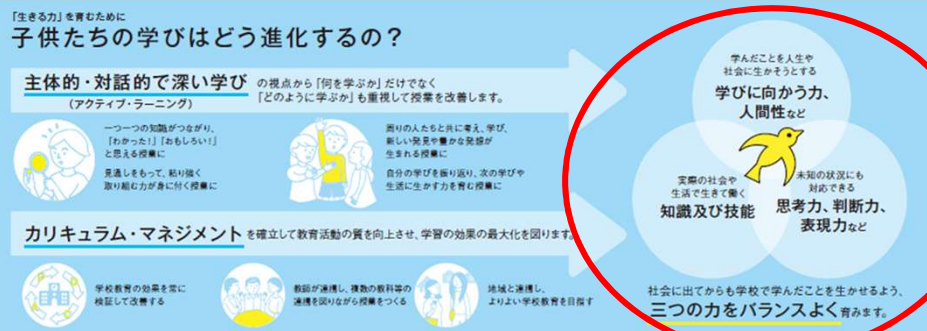 「生きる力」を育むために
子供たちの学びはどう進化するの？
主体的・対話的で深い学び の視点から「何を学ぶか」だけでなく
（アクティブ・ラーニング） 「どのように学ぶか」も重視して授業を改善します。
一つ一つの知識がつながり、
「わかった！」「おもしろい！」
と思える授業に
見通しをもって、粘り強く
取り組む力が身に付く授業に
周りの人たちと共に考え、学び、
新しい発見や豊かな発想が
生まれる授業に
自分の学びを振り返り、次の学びや
生活に生かす力を育む授業に
カリキュラム・マネジメント を確立して教育活動の質を向上させ、学習の効果の最大化を図ります。
学校教育の効果を常に
検証して改善する
教師が連携し、複数の教科等の
連携を図りながら授業をつくる
地域と連携し、
よりよい学校教育を目指す
学んだことを人生や
社会に生かそうとする
学びに向かう力、
人間性など
実際の社会や
生活で生きて働く
知識及び技能
未知の状況にも
対応できる
思考力、判断力、
表現力など
社会に出てからも学校で学んだことを生かせるよう、
三つの力をバランスよく育みます。